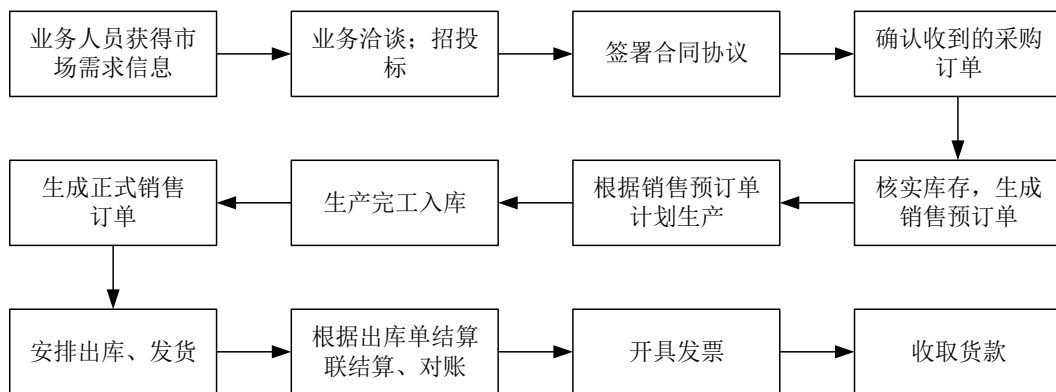 业务人员获得市
场需求信息
业务洽谈；招投
标
签署合同协议
确认收到的采购
订单
核实库存，生成
销售预订单
根据销售预订单
计划生产
生产完工入库
生成正式销售
订单
安排出库、发货
根据出库单结算
联结算、对账
开具发票
收取货款